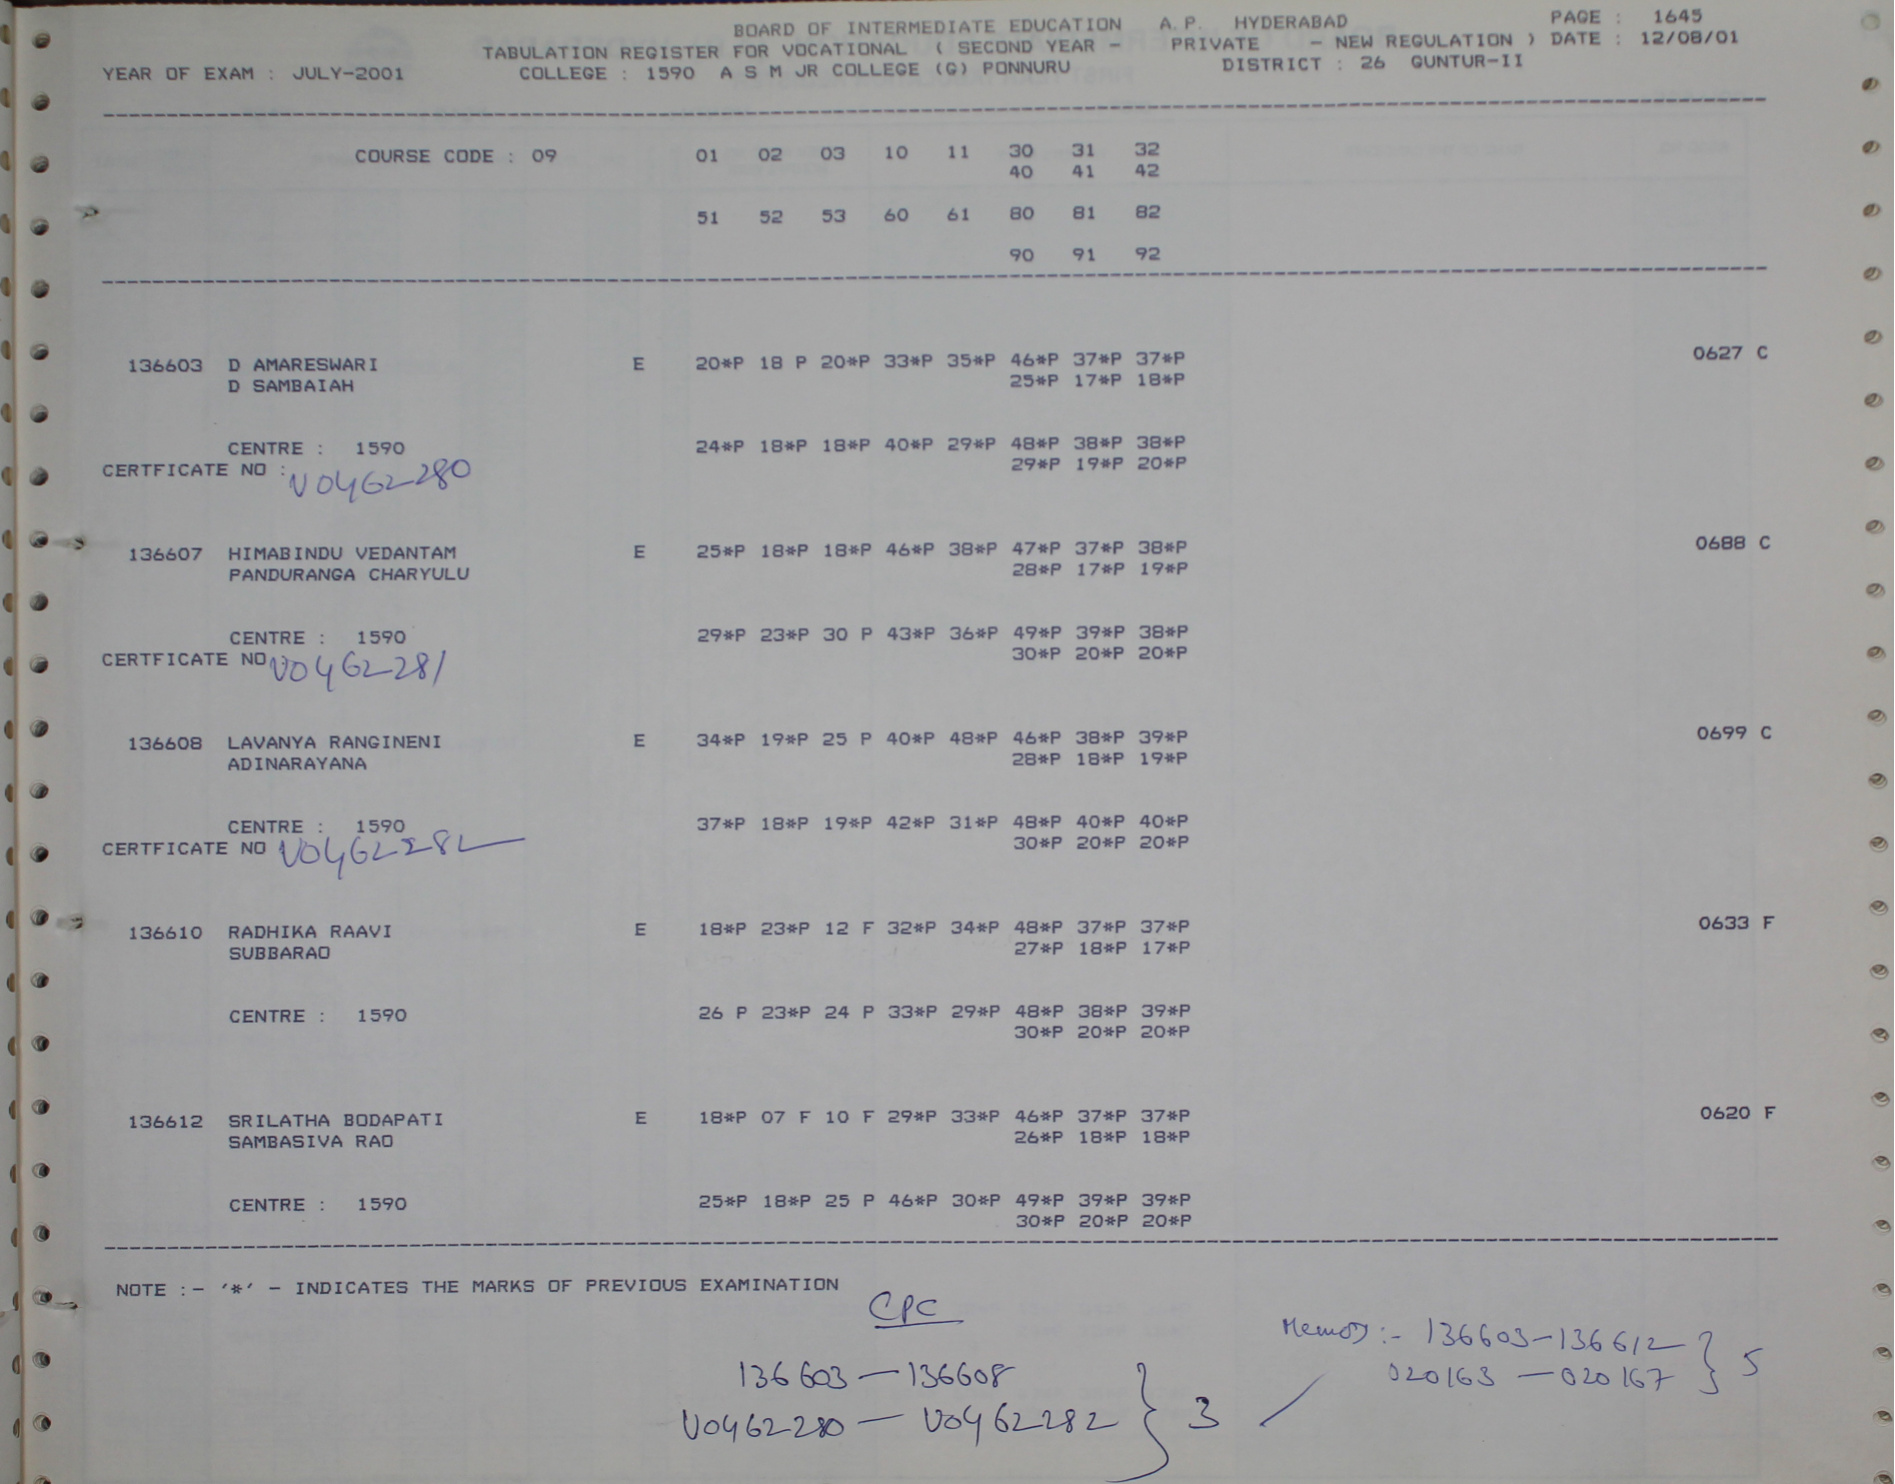 BOARD OF INTERMEDIATE EDUCATION A.P. HYDERABAD PAGE : 1645
TABULATION REGISTER FOR VOCATIONAL ( SECOND YEAR - PRIVATE - NEW REGULATION ) DATE : 12/08/01
YEAR OF EXAM : JULY-2001 COLLEGE : 1590 A S M JR COLLEGE (G) PONNURU DISTRICT : 26 GUNTUR-II
COURSE CODE : 09 01 02 03 10 11 30 31 32
40 41 42
51 52 53 60 61 80 81 82
90 91 92
136603 D AMARESWARI E 20*P 18 P 20*P 33*P 35*P 46*P 37*P 37*P 0627 C
D SAMBAIAH 25*P 17*P 18*P
CENTRE : 1590 24*P 18*P 18*P 40*P 29*P 48*P 38*P 38*P
CERTFICATE NO : V0462280 29*P 19*P 20*P
136607 HIMABINDU VEDANTAM E 25*P 18*P 18*P 46*P 38*P 47*P 37*P 38*P 0688 C
PANDURANGA CHARYULU 28*P 17*P 19*P
CENTRE : 1590 29*P 23*P 30 P 43*P 36*P 49*P 39*P 38*P
CERTFICATE NO V0462281 30*P 20*P 20*P
136608 LAVANYA RANGINENI E 34*P 19*P 25 P 40*P 48*P 46*P 38*P 39*P 0699 C
ADINARAYANA 28*P 18*P 19*P
CENTRE : 1590 37*P 18*P 19*P 42*P 31*P 48*P 40*P 40*P
CERTFICATE NO V0462282 30*P 20*P 20*P
136610 RADHIKA RAAVI E 18*P 23*P 12 F 32*P 34*P 48*P 37*P 37*P 0633 F
SUBBARAO 27*P 18*P 17*P
CENTRE : 1590 26 P 23*P 24 P 33*P 29*P 48*P 38*P 39*P
30*P 20*P 20*P
136612 SRILATHA BODAPATI E 18*P 07 F 10 F 29*P 33*P 46*P 37*P 37*P 0620 F
SAMBASIVA RAO 26*P 18*P 18*P
CENTRE : 1590 25*P 18*P 25 P 46*P 30*P 49*P 39*P 39*P
30*P 20*P 20*P
NOTE :- '*' - INDICATES THE MARKS OF PREVIOUS EXAMINATION
CPC
136603 — 136608
V0462280 — V0462282 } 3
Memos :- 136603-136612
020163 — 020167 } 5